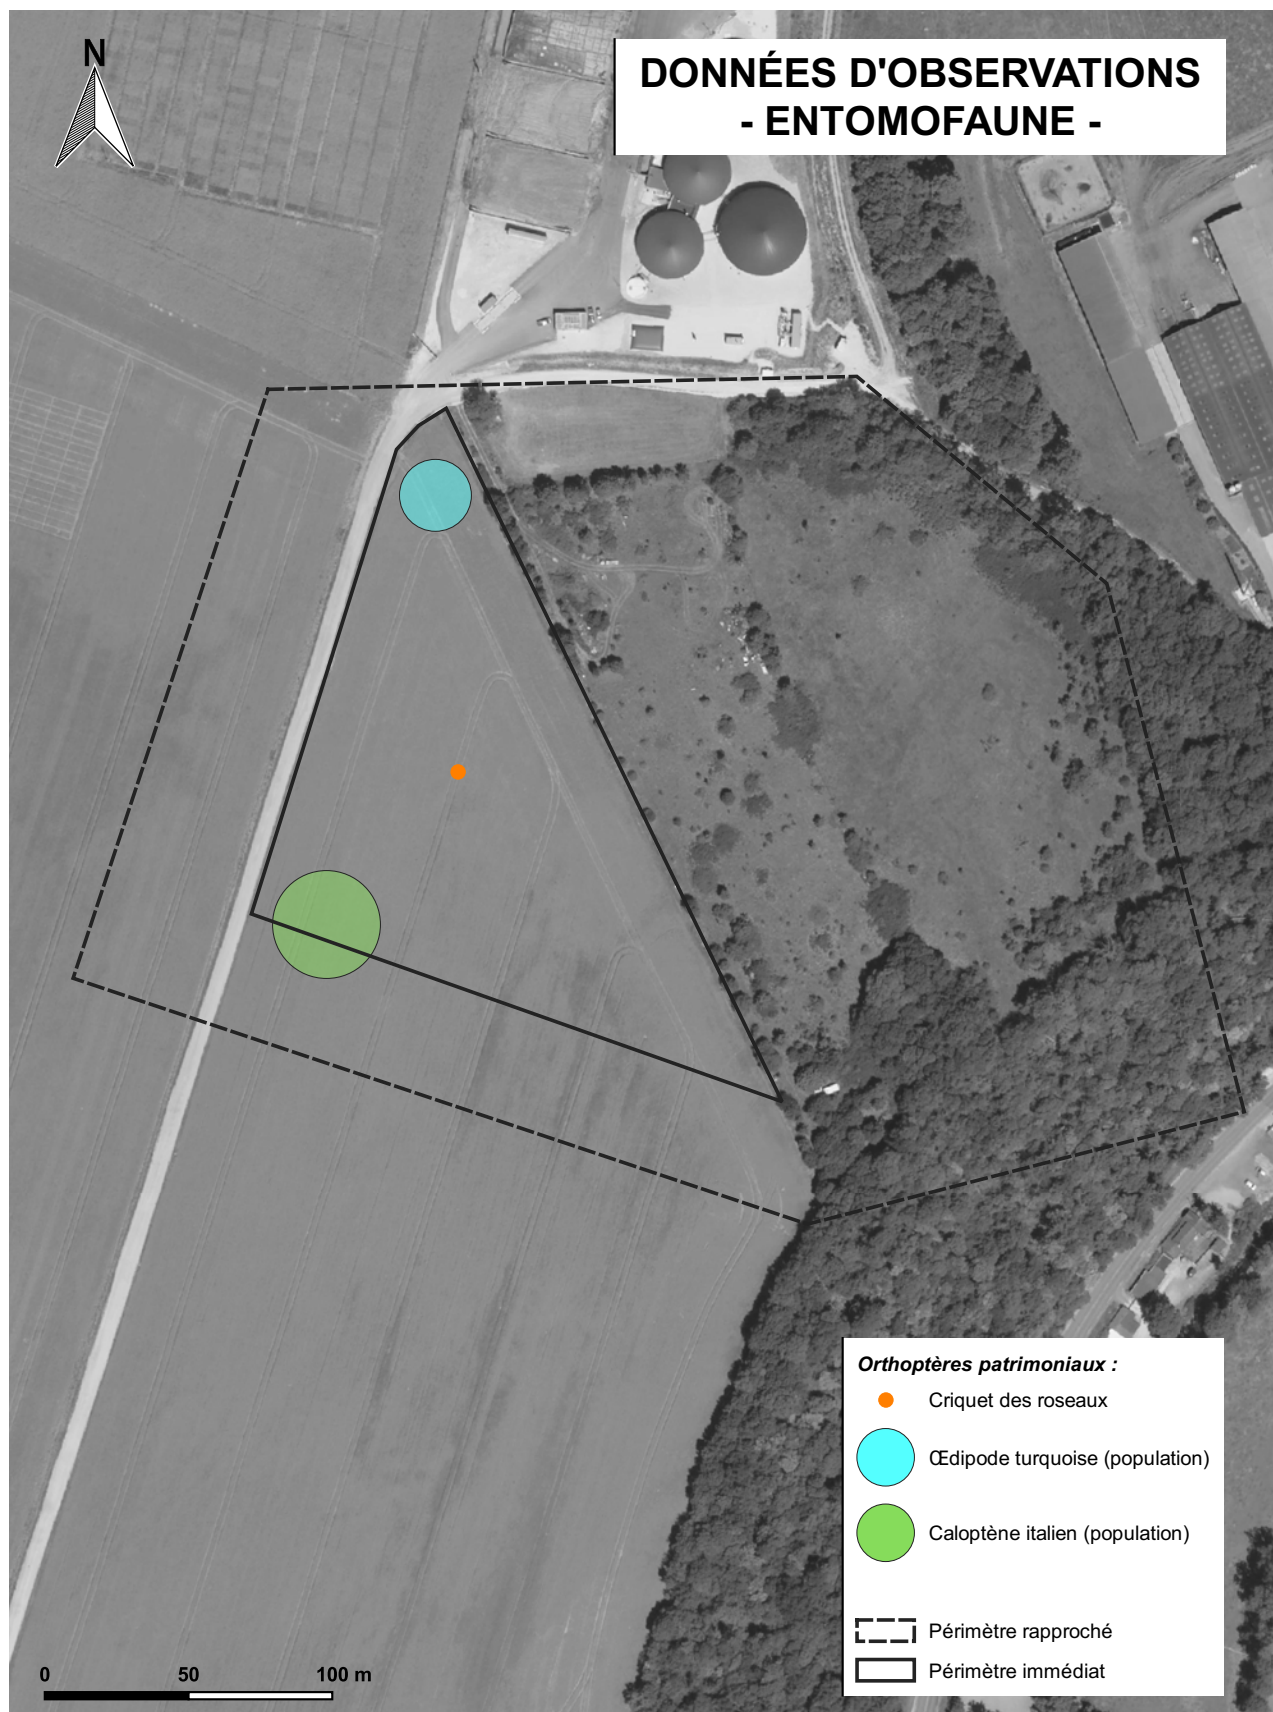 N
DONNÉES D'OBSERVATIONS
- ENTOMOFAUNE -
Orthoptères patrimoniaux :
Criquet des roseaux
Œdipode turquoise (population)
Caloptène italien (population)
Périmètre rapproché
Périmètre immédiat
0 50 100 m